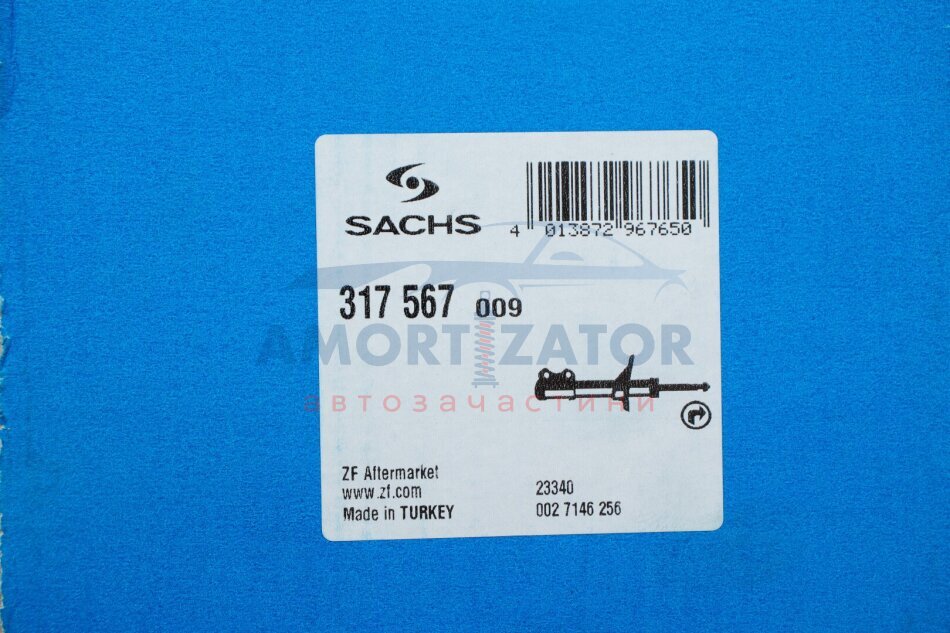 SACHS
4 013872 967650
317 567 009
AMORTIZATOR
автозачастини
ZF Aftermarket
www.zf.com
Made in TURKEY
23340
002 7146 256